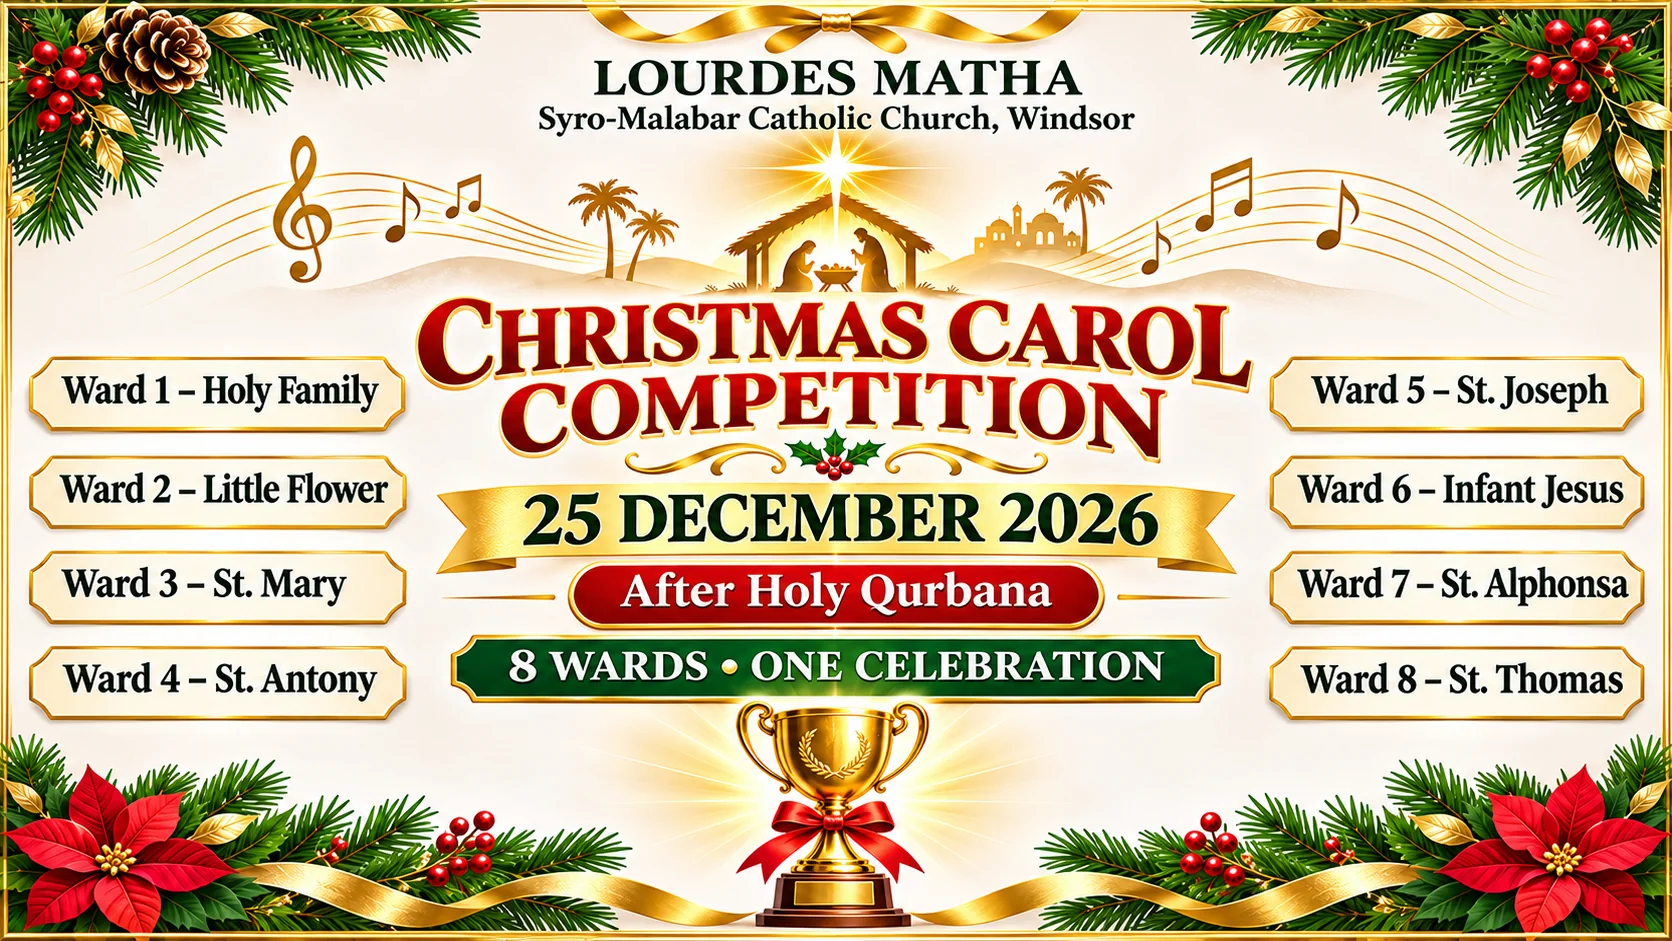 LOURDES MATHA
Syro-Malabar Catholic Church, Windsor
CHRISTMAS CAROL
COMPETITION
25 DECEMBER 2026
After Holy Qurbana
8 WARDS • ONE CELEBRATION
Ward 1 – Holy Family
Ward 2 – Little Flower
Ward 3 – St. Mary
Ward 4 – St. Antony
Ward 5 – St. Joseph
Ward 6 – Infant Jesus
Ward 7 – St. Alphonsa
Ward 8 – St. Thomas